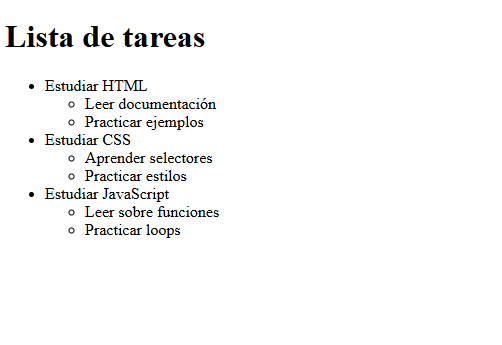 Lista de tareas
Estudiar HTML
Leer documentación
Practicar ejemplos
Estudiar CSS
Aprender selectores
Practicar estilos
Estudiar JavaScript
Leer sobre funciones
Practicar loops